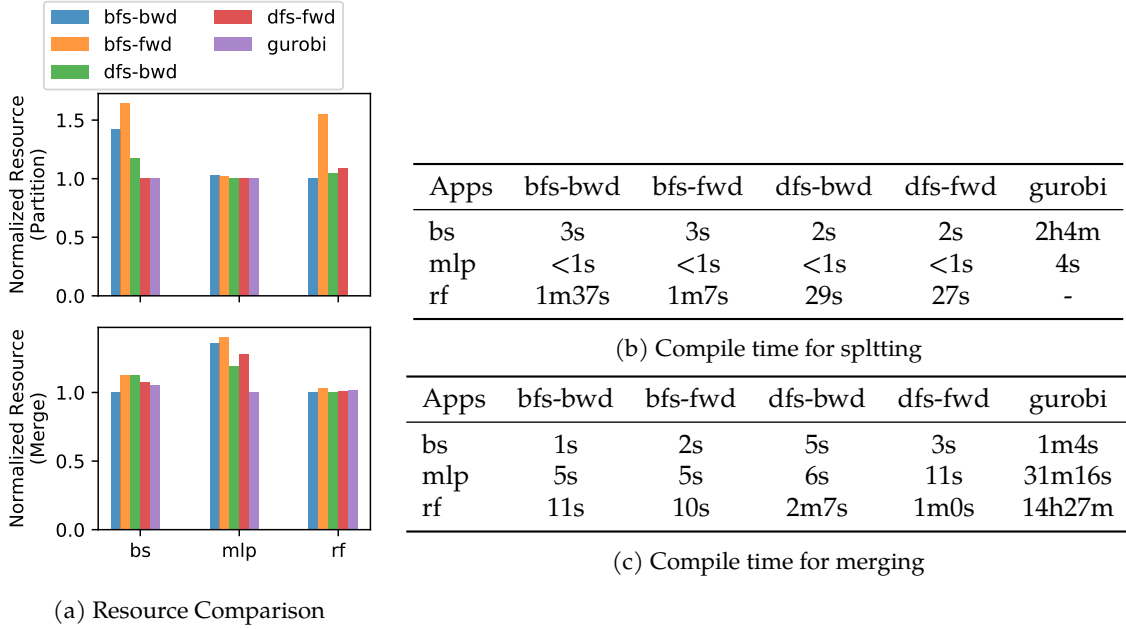 bfs-bwd
bfs-fwd
dfs-bwd
dfs-fwd
gurobi
Normalized Resource
(Partition)
1.5
1.0
0.5
0.0
Normalized Resource
(Merge)
1.0
0.5
0.0
bs mlp rf
(a) Resource Comparison
Apps bfs-bwd bfs-fwd dfs-bwd dfs-fwd gurobi
bs 3s 3s 2s 2s 2h4m
mlp <1s <1s <1s <1s 4s
rf 1m37s 1m7s 29s 27s -
(b) Compile time for spltting
Apps bfs-bwd bfs-fwd dfs-bwd dfs-fwd gurobi
bs 1s 2s 5s 3s 1m4s
mlp 5s 5s 6s 11s 31m16s
rf 11s 10s 2m7s 1m0s 14h27m
(c) Compile time for merging